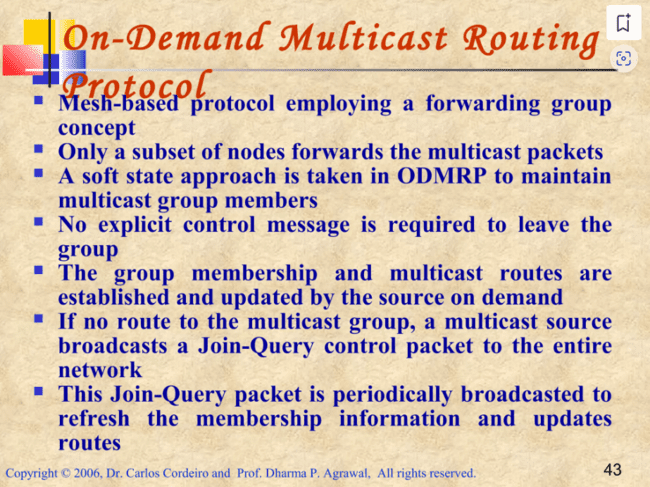 On-Demand Multicast Routing
Protocol
Mesh-based protocol employing a forwarding group
concept
Only a subset of nodes forwards the multicast packets
A soft state approach is taken in ODMRP to maintain
multicast group members
No explicit control message is required to leave the
group
The group membership and multicast routes are
established and updated by the source on demand
If no route to the multicast group, a multicast source
broadcasts a Join-Query control packet to the entire
network
This Join-Query packet is periodically broadcasted to
refresh the membership information and updates
routes
Copyright © 2006, Dr. Carlos Cordeiro and Prof. Dharma P. Agrawal, All rights reserved.
43